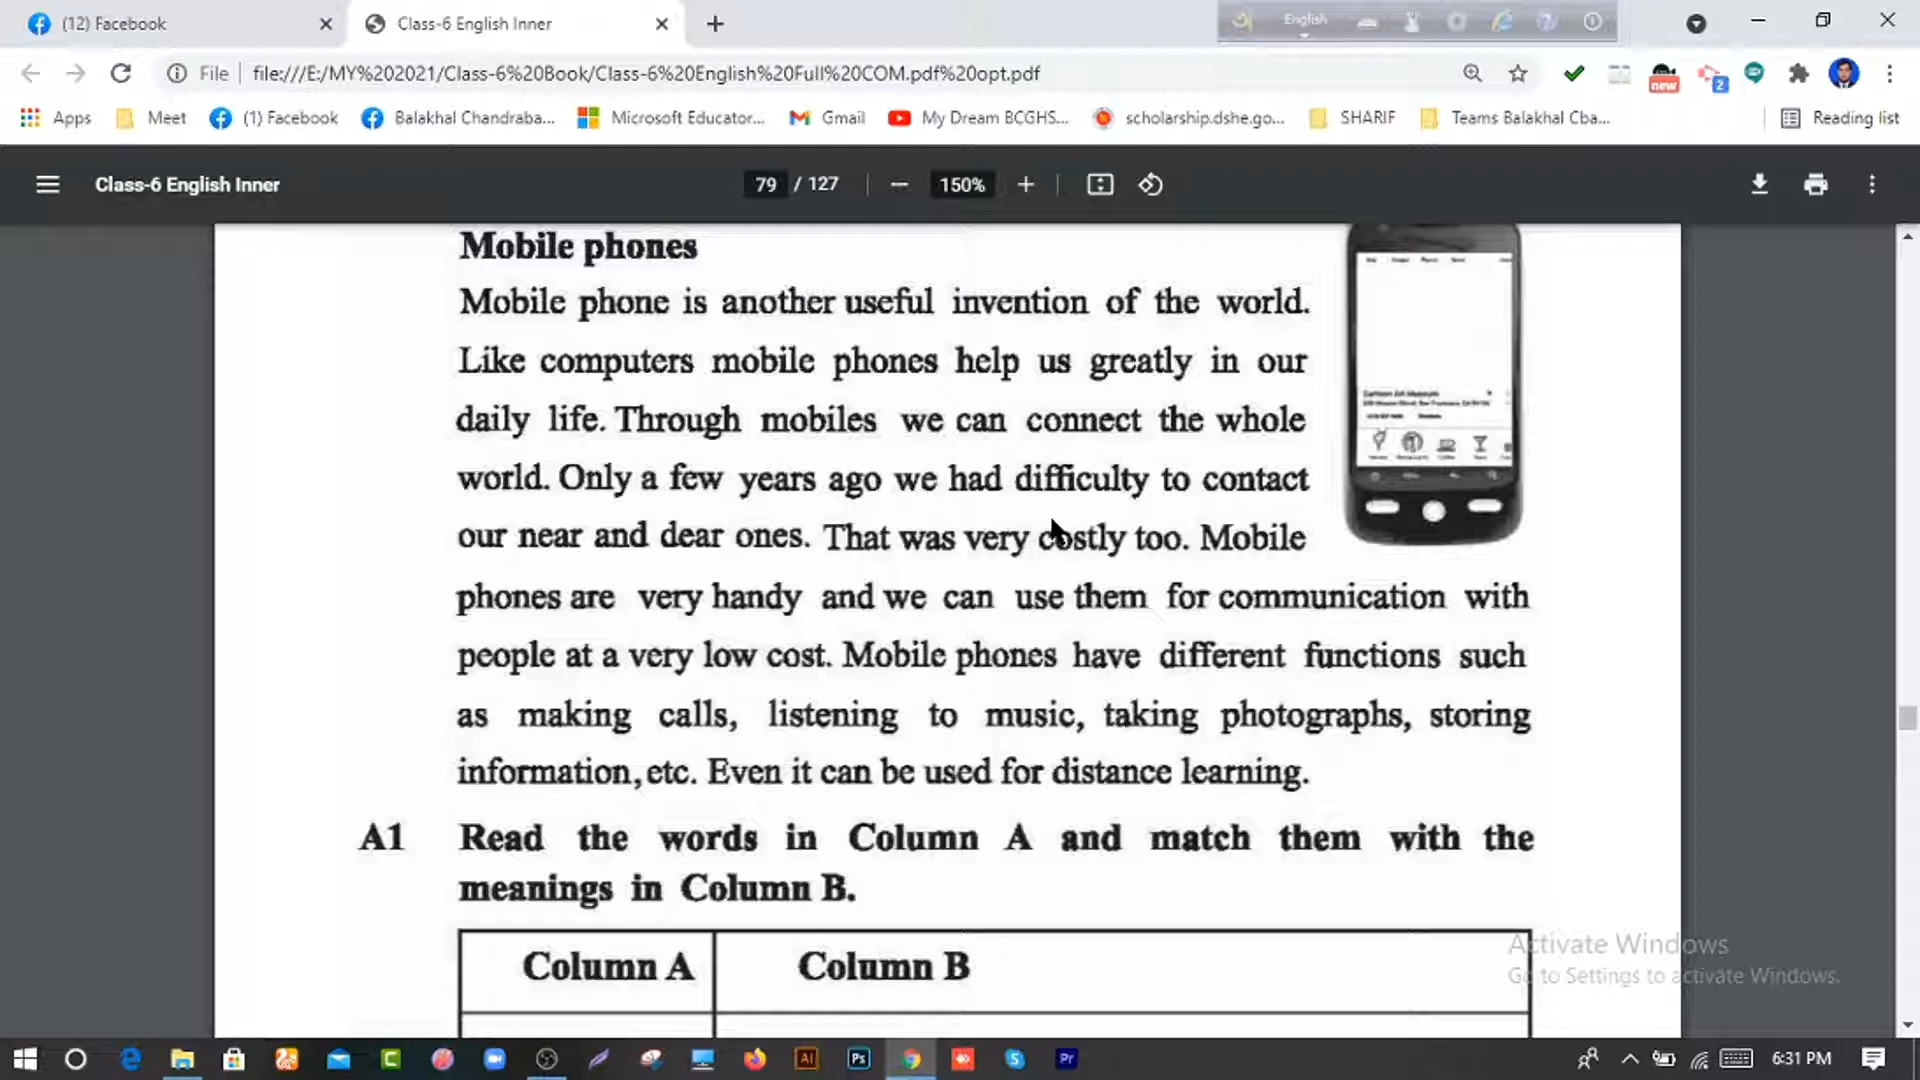 (12) Facebook
Class-6 English Inner
English
File
file:///E:/MY%202021/Class-6%20Book/Class-6%20English%20Full%20COM.pdf%20opt.pdf
new
2
Apps
Meet
(1) Facebook
Balakhal Chandraba...
Microsoft Educator...
Gmail
My Dream BCGHS...
scholarship.dshe.go...
SHARIF
Teams Balakhal Cba...
Reading list
Class-6 English Inner
79 / 127
150%
Mobile phones
Mobile phone is another useful invention of the world.
Like computers mobile phones help us greatly in our
daily life. Through mobiles we can connect the whole
world. Only a few years ago we had difficulty to contact
our near and dear ones. That was very costly too. Mobile
phones are very handy and we can use them for communication with
people at a very low cost. Mobile phones have different functions such
as making calls, listening to music, taking photographs, storing
information, etc. Even it can be used for distance learning.
A1 Read the words in Column A and match them with the
meanings in Column B.
Column A
Column B
Activate Windows
Go to Settings to activate Windows.
Ai
Ps
Pr
6:31 PM